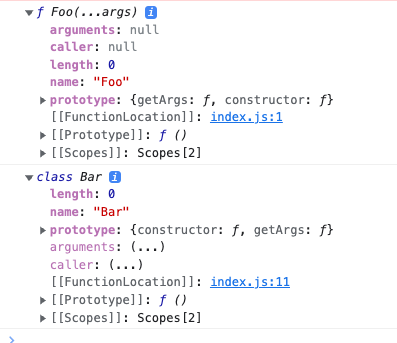 ▼ƒ Foo(...args) i
arguments: null
caller: null
length: 0
name: "Foo"
▶ prototype: {getArgs: ƒ, constructor: ƒ}
[[FunctionLocation]]: index.js:1
▶ [[Prototype]]: ƒ ()
▶ [[Scopes]]: Scopes[2]
▼class Bar i
length: 0
name: "Bar"
▶ prototype: {constructor: ƒ, getArgs: ƒ}
arguments: (...)
caller: (...)
[[FunctionLocation]]: index.js:11
▶ [[Prototype]]: ƒ ()
▶ [[Scopes]]: Scopes[2]
>